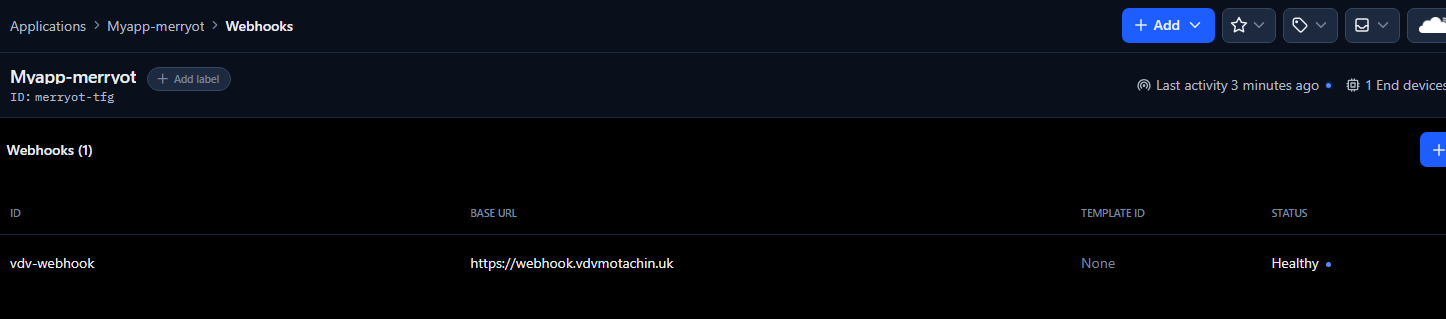 Applications > Myapp-merryot > Webhooks
+ Add
Myapp-merryot
+ Add label
ID: merryot-tfg
Last activity 3 minutes ago • 1 End devices
Webhooks (1)
+
ID BASE URL TEMPLATE ID STATUS
vdv-webhook https://webhook.vdvmotachin.uk None Healthy •